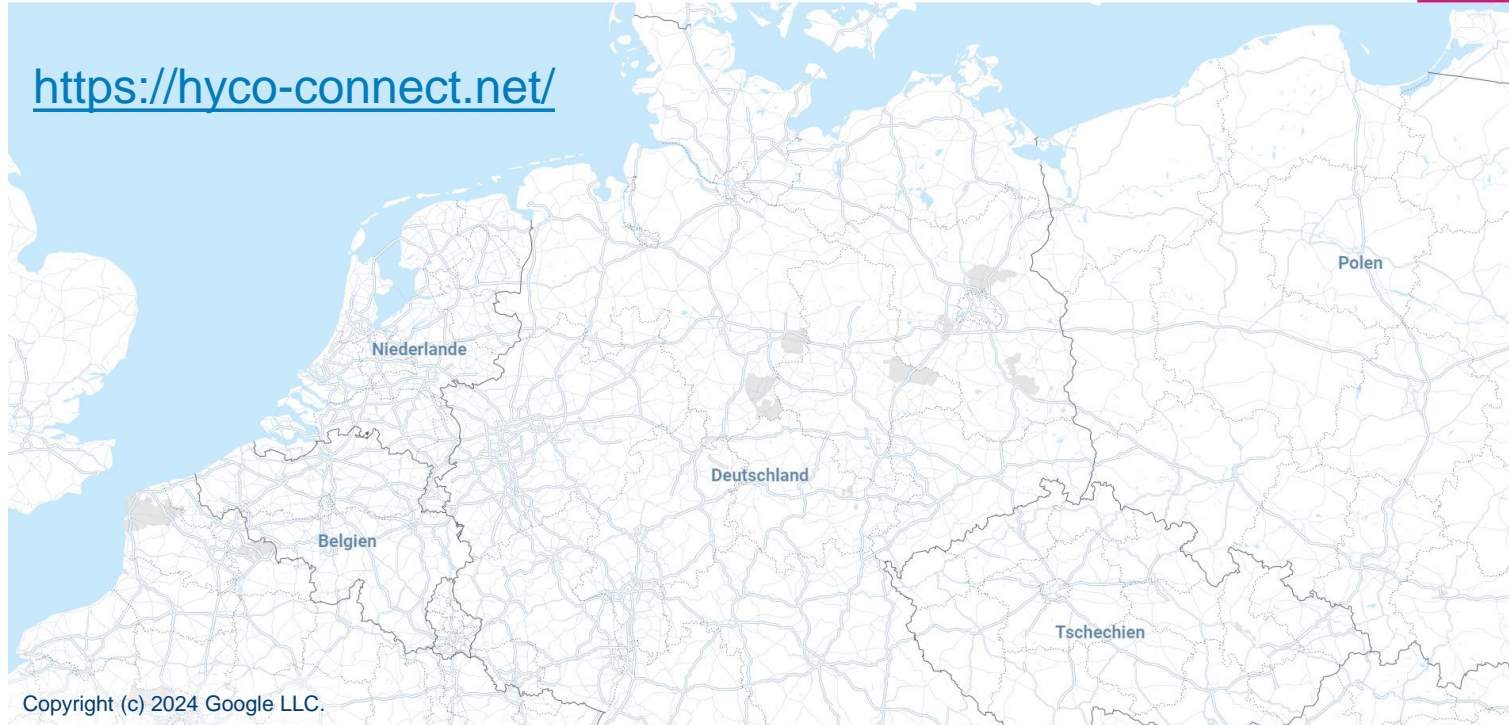 https://hyco-connect.net/
Polen
Niederlande
Deutschland
Belgien
Tschechien
Copyright (c) 2024 Google LLC.